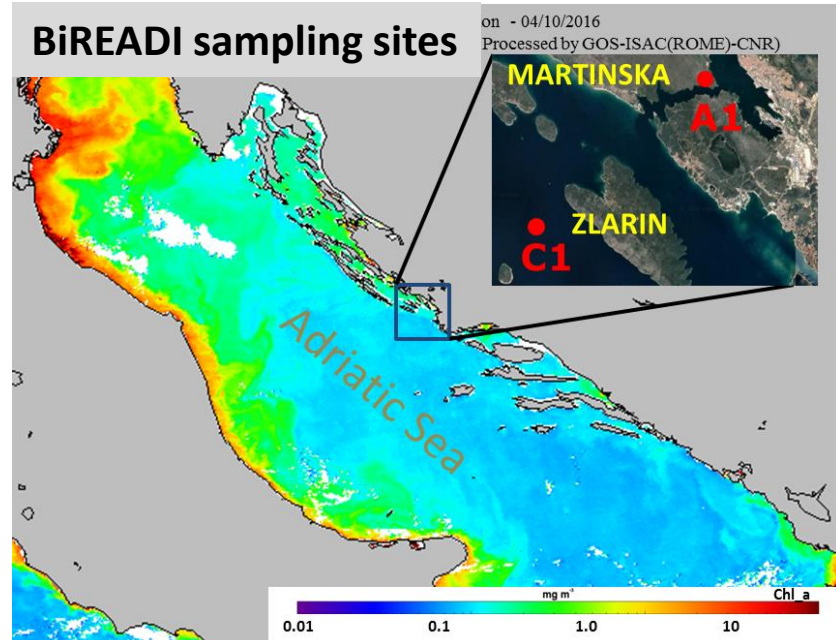 BiREADI sampling sites
on - 04/10/2016
Processed by GOS-ISAC(ROME)-CNR)
MARTINSKA
A1
ZLARIN
C1
Adriatic Sea
mg m⁻³
Chl_a
0.01 0.1 1.0 10